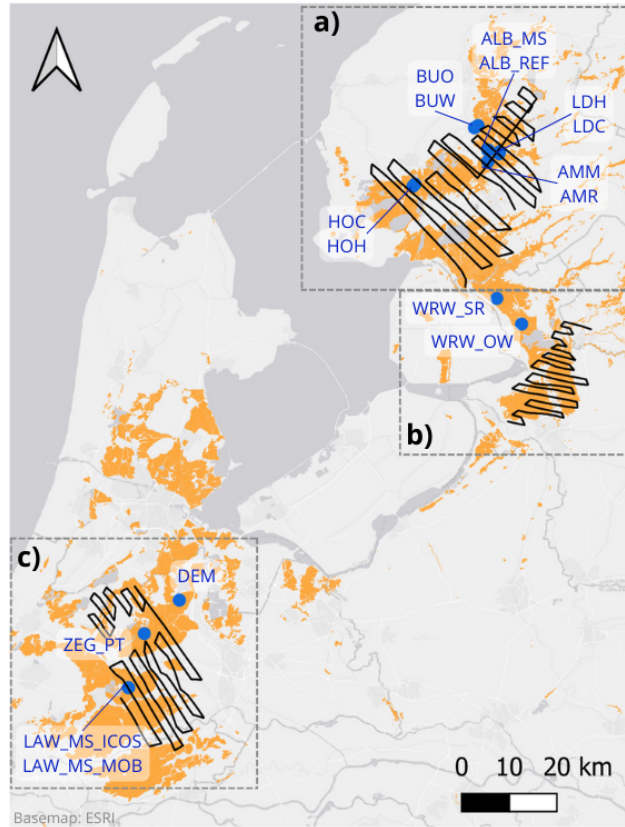 a)
ALB_MS
ALB_REF
BUO
BUW
LDH
LDC
AMM
AMR
HOC
HOH
WRW_SR
WRW_OW
b)
c)
DEM
ZEG_PT
LAW_MS_ICOS
LAW_MS_MOB
0 10 20 km
Basemap: ESRI